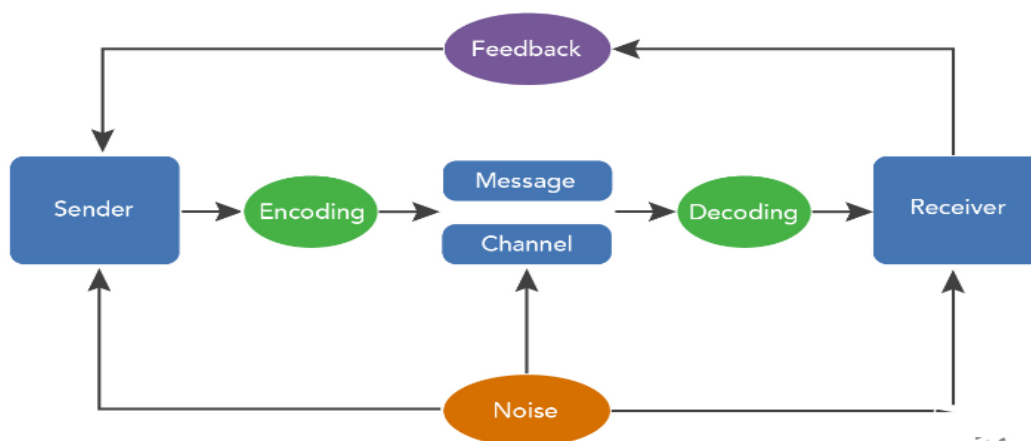 Feedback
Sender
Encoding
Message
Channel
Decoding
Receiver
Noise